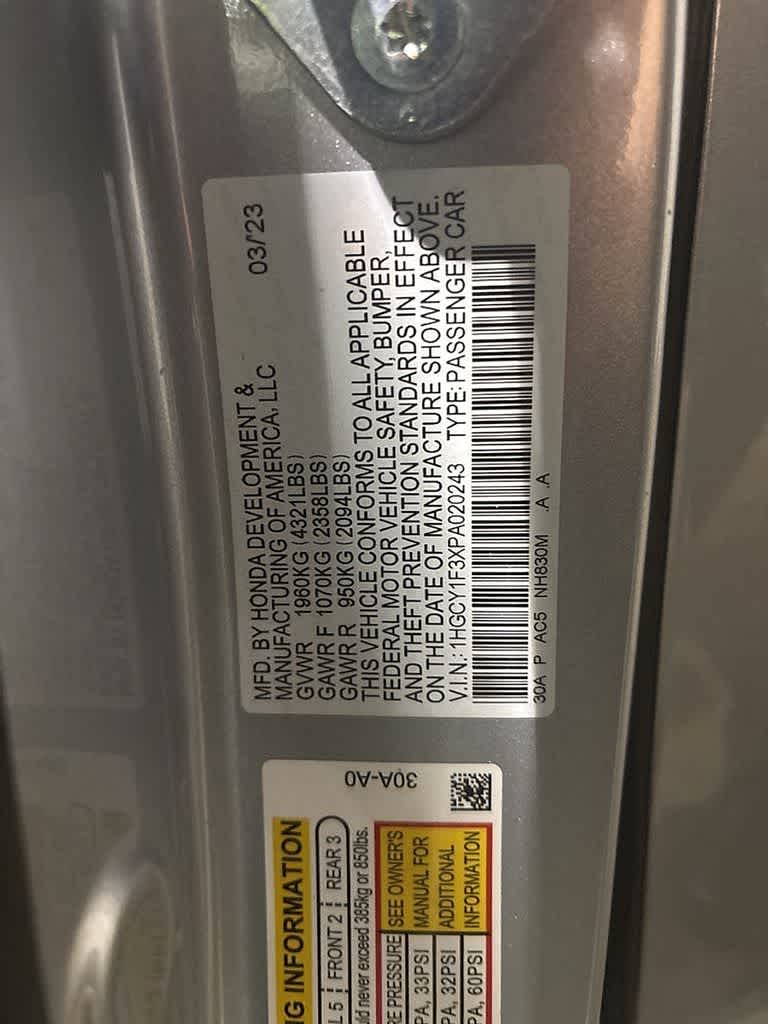 MFD. BY HONDA DEVELOPMENT &
MANUFACTURING OF AMERICA, LLC 03/'23
GVWR 1960KG (4321LBS)
GAWR F 1070KG (2358LBS)
GAWR R 950KG (2094LBS)
THIS VEHICLE CONFORMS TO ALL APPLICABLE
FEDERAL MOTOR VEHICLE SAFETY, BUMPER,
AND THEFT PREVENTION STANDARDS IN EFFECT
ON THE DATE OF MANUFACTURE SHOWN ABOVE.
V.I.N.: 1HGCY1F3XPA020243 TYPE: PASSENGER CAR
30A P AC5 NH830M .A .A
30A-A0
NG INFORMATION
L 5 FRONT 2 REAR 3
uld never exceed 385kg or 850lbs.
RE PRESSURE SEE OWNER'S
PA, 33PSI MANUAL FOR
PA, 32PSI ADDITIONAL
PA, 60PSI INFORMATION